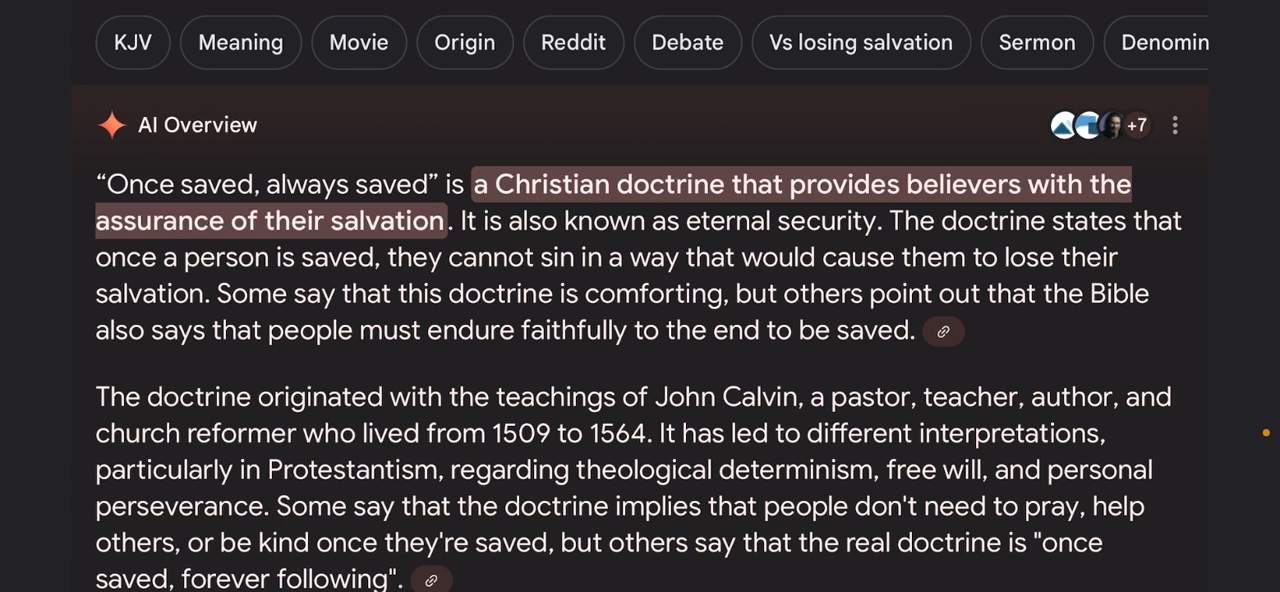 KJV Meaning Movie Origin Reddit Debate Vs losing salvation Sermon Denomin
AI Overview +7
“Once saved, always saved” is a Christian doctrine that provides believers with the
assurance of their salvation. It is also known as eternal security. The doctrine states that
once a person is saved, they cannot sin in a way that would cause them to lose their
salvation. Some say that this doctrine is comforting, but others point out that the Bible
also says that people must endure faithfully to the end to be saved.
The doctrine originated with the teachings of John Calvin, a pastor, teacher, author, and
church reformer who lived from 1509 to 1564. It has led to different interpretations,
particularly in Protestantism, regarding theological determinism, free will, and personal
perseverance. Some say that the doctrine implies that people don't need to pray, help
others, or be kind once they're saved, but others say that the real doctrine is "once
saved, forever following".